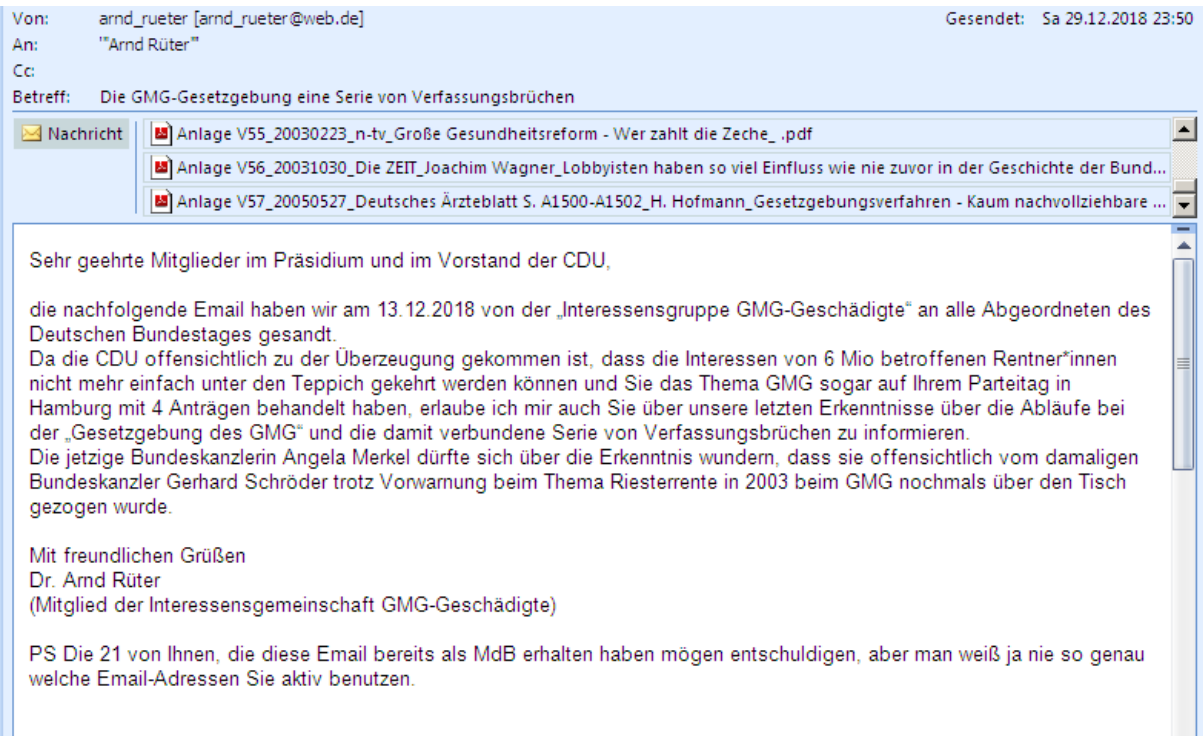 Von: arnd_rueter [arnd_rueter@web.de] Gesendet: Sa 29.12.2018 23:50
An: '"Arnd Rüter"'
Cc:
Betreff: Die GMG-Gesetzgebung eine Serie von Verfassungsbrüchen
Nachricht
Anlage V55_20030223_n-tv_Große Gesundheitsreform - Wer zahlt die Zeche_ .pdf
Anlage V56_20031030_Die ZEIT_Joachim Wagner_Lobbyisten haben so viel Einfluss wie nie zuvor in der Geschichte der Bund...
Anlage V57_20050527_Deutsches Ärzteblatt S. A1500-A1502_H. Hofmann_Gesetzgebungsverfahren - Kaum nachvollziehbare ...
Sehr geehrte Mitglieder im Präsidium und im Vorstand der CDU,
die nachfolgende Email haben wir am 13.12.2018 von der „Interessensgruppe GMG-Geschädigte“ an alle Abgeordneten des
Deutschen Bundestages gesandt.
Da die CDU offensichtlich zu der Überzeugung gekommen ist, dass die Interessen von 6 Mio betroffenen Rentner*innen
nicht mehr einfach unter den Teppich gekehrt werden können und Sie das Thema GMG sogar auf Ihrem Parteitag in
Hamburg mit 4 Anträgen behandelt haben, erlaube ich mir auch Sie über unsere letzten Erkenntnisse über die Abläufe bei
der „Gesetzgebung des GMG“ und die damit verbundene Serie von Verfassungsbrüchen zu informieren.
Die jetzige Bundeskanzlerin Angela Merkel dürfte sich über die Erkenntnis wundern, dass sie offensichtlich vom damaligen
Bundeskanzler Gerhard Schröder trotz Vorwarnung beim Thema Riesterrente in 2003 beim GMG nochmals über den Tisch
gezogen wurde.
Mit freundlichen Grüßen
Dr. Arnd Rüter
(Mitglied der Interessensgemeinschaft GMG-Geschädigte)
PS Die 21 von Ihnen, die diese Email bereits als MdB erhalten haben mögen entschuldigen, aber man weiß ja nie so genau
welche Email-Adressen Sie aktiv benutzen.